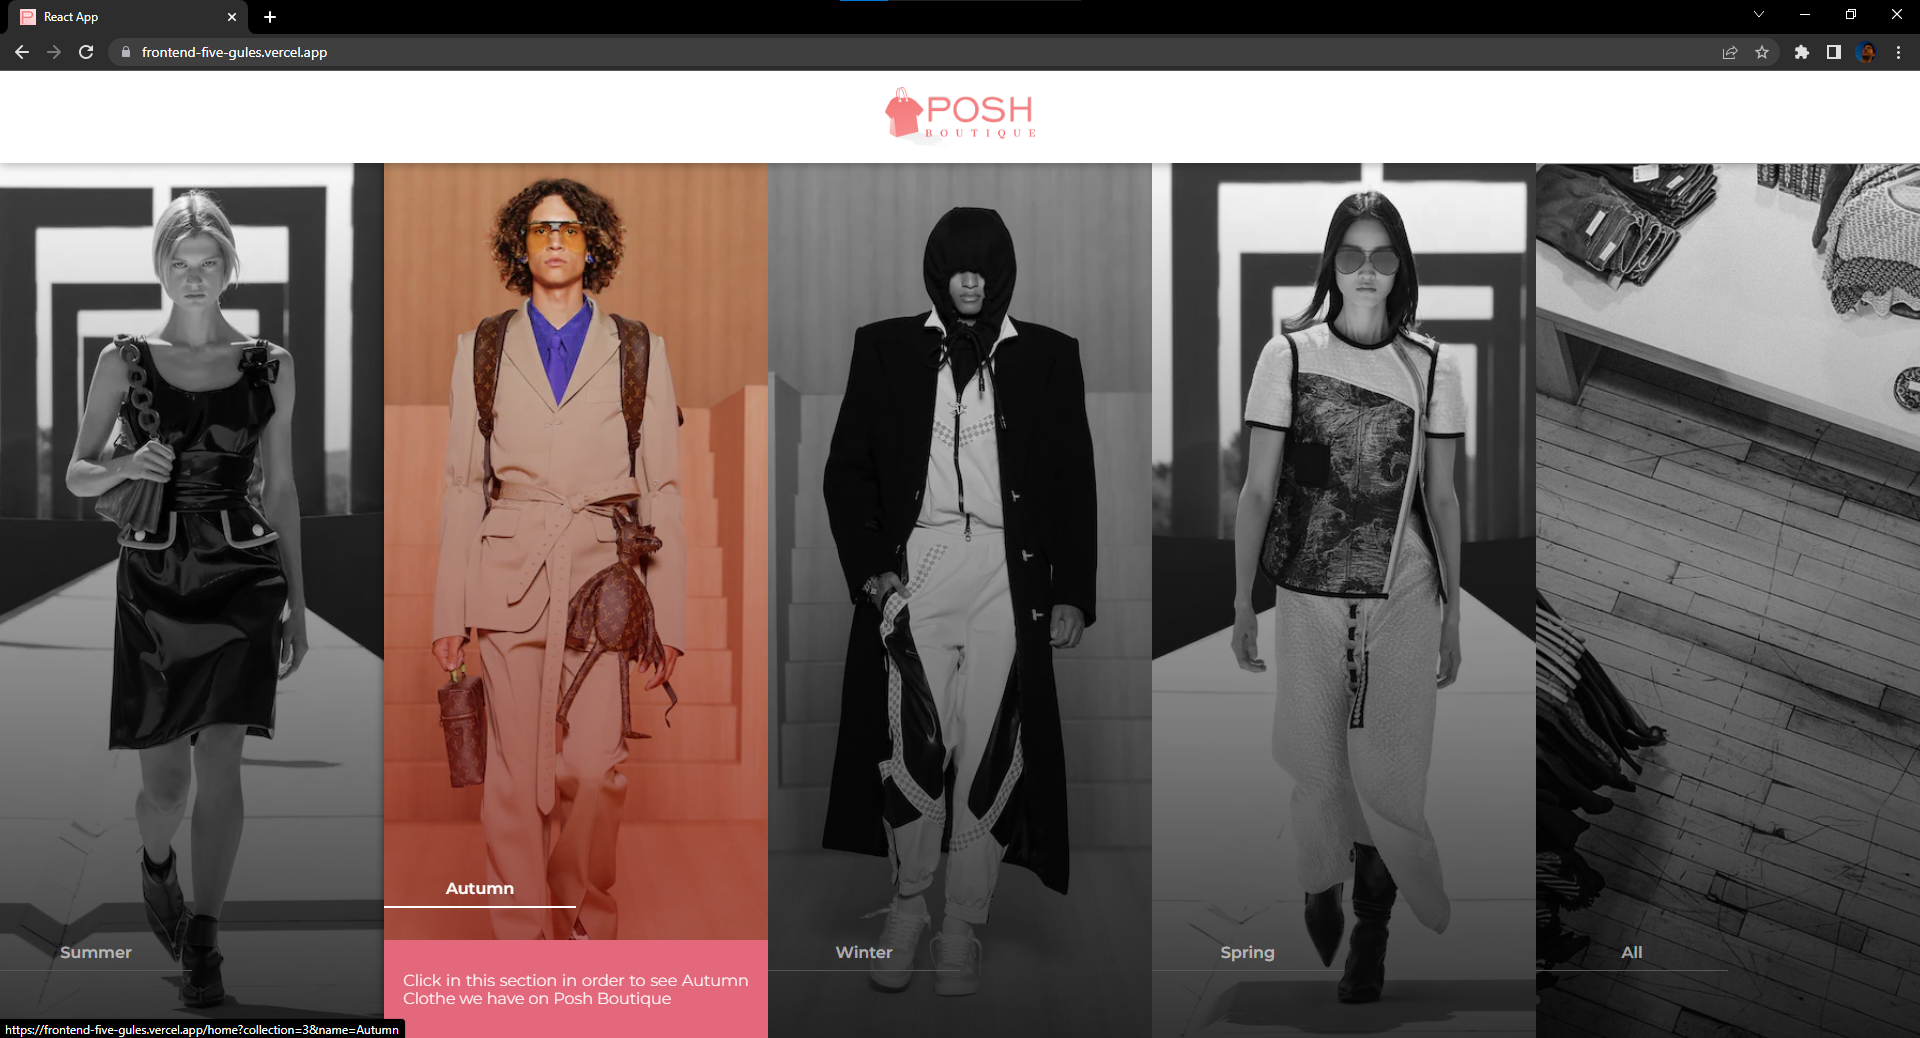 React App
frontend-five-gules.vercel.app
POSH
BOUTIQUE
Autumn
Summer
Winter
Spring
All
Click in this section in order to see Autumn
Clothe we have on Posh Boutique
https://frontend-five-gules.vercel.app/home?collection=3&name=Autumn